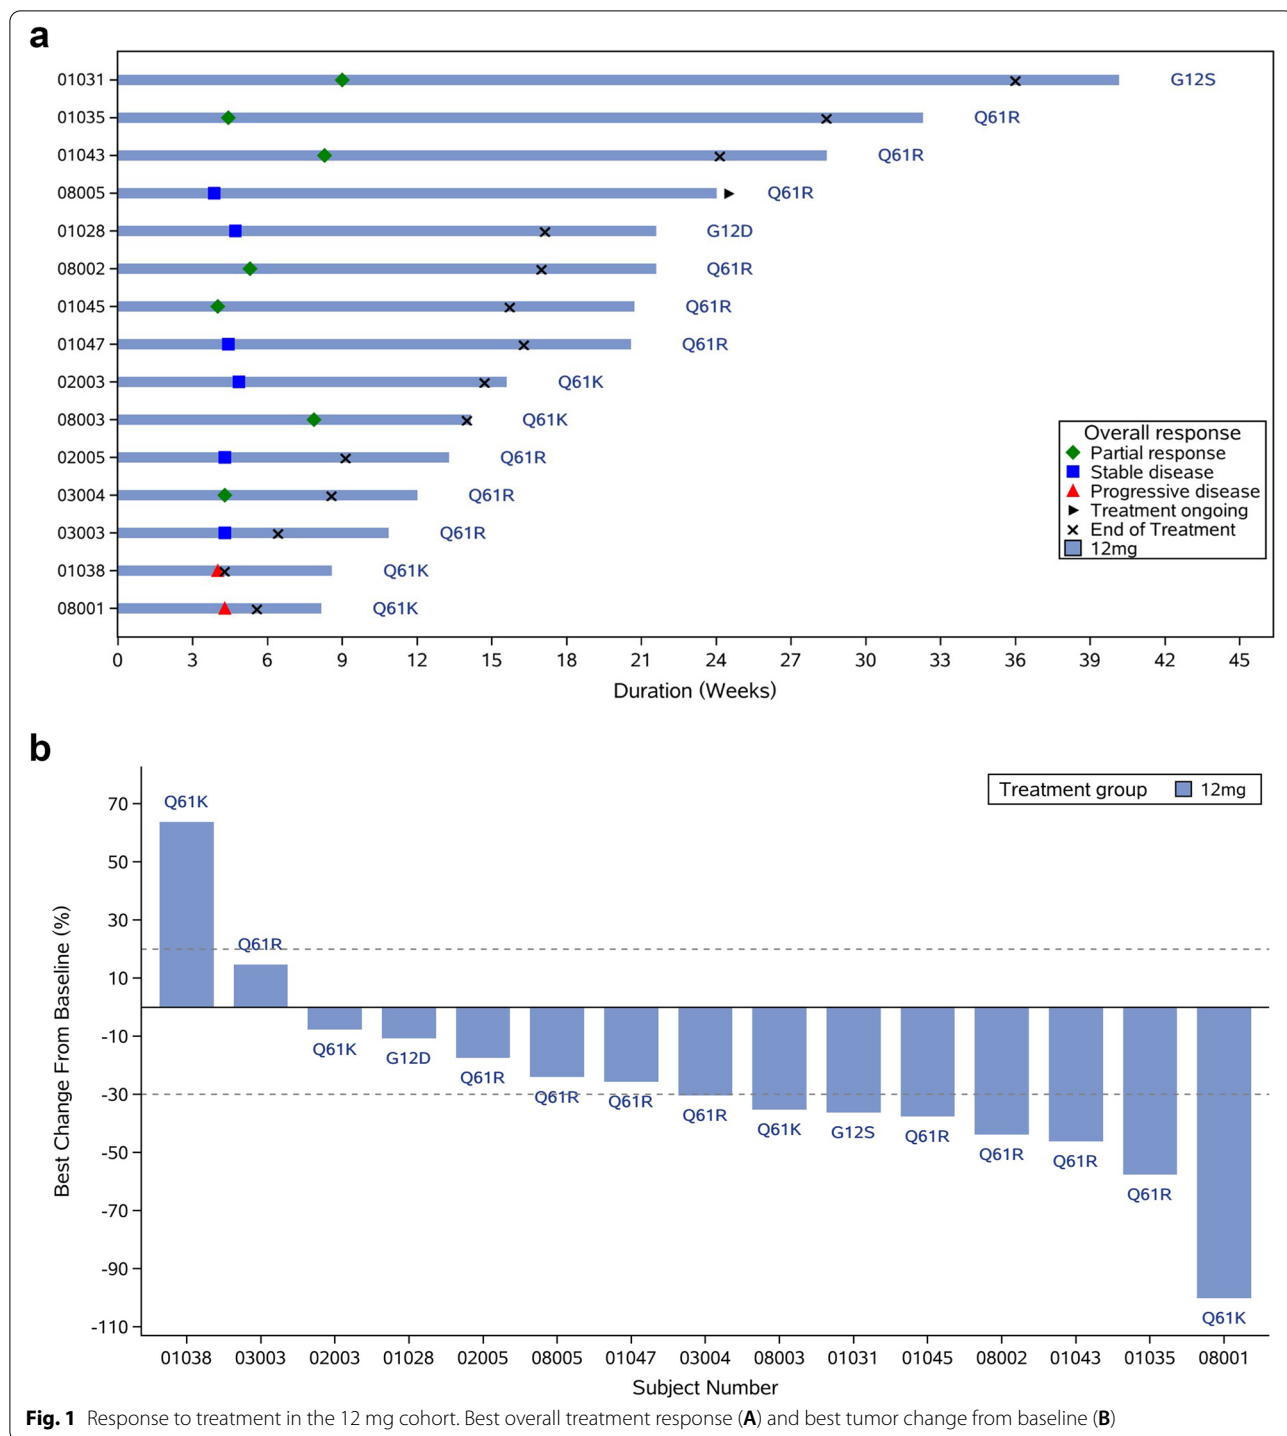 a
01031 G12S
01035 Q61R
01043 Q61R
08005 Q61R
01028 G12D
08002 Q61R
01045 Q61R
01047 Q61R
02003 Q61K
08003 Q61K
02005 Q61R
03004 Q61R
03003 Q61R
01038 Q61K
08001 Q61K
Overall response
Partial response
Stable disease
Progressive disease
Treatment ongoing
End of Treatment
12mg
0 3 6 9 12 15 18 21 24 27 30 33 36 39 42 45
Duration (Weeks)
b
Treatment group 12mg
Best Change From Baseline (%)
70
50
30
10
-10
-30
-50
-70
-90
-110
Q61K
Q61R
Q61K
G12D
Q61R
Q61R
Q61R
Q61R
Q61K
G12S
Q61R
Q61R
Q61R
Q61R
Q61K
01038 03003 02003 01028 02005 08005 01047 03004 08003 01031 01045 08002 01043 01035 08001
Subject Number
Fig. 1 Response to treatment in the 12 mg cohort. Best overall treatment response (A) and best tumor change from baseline (B)